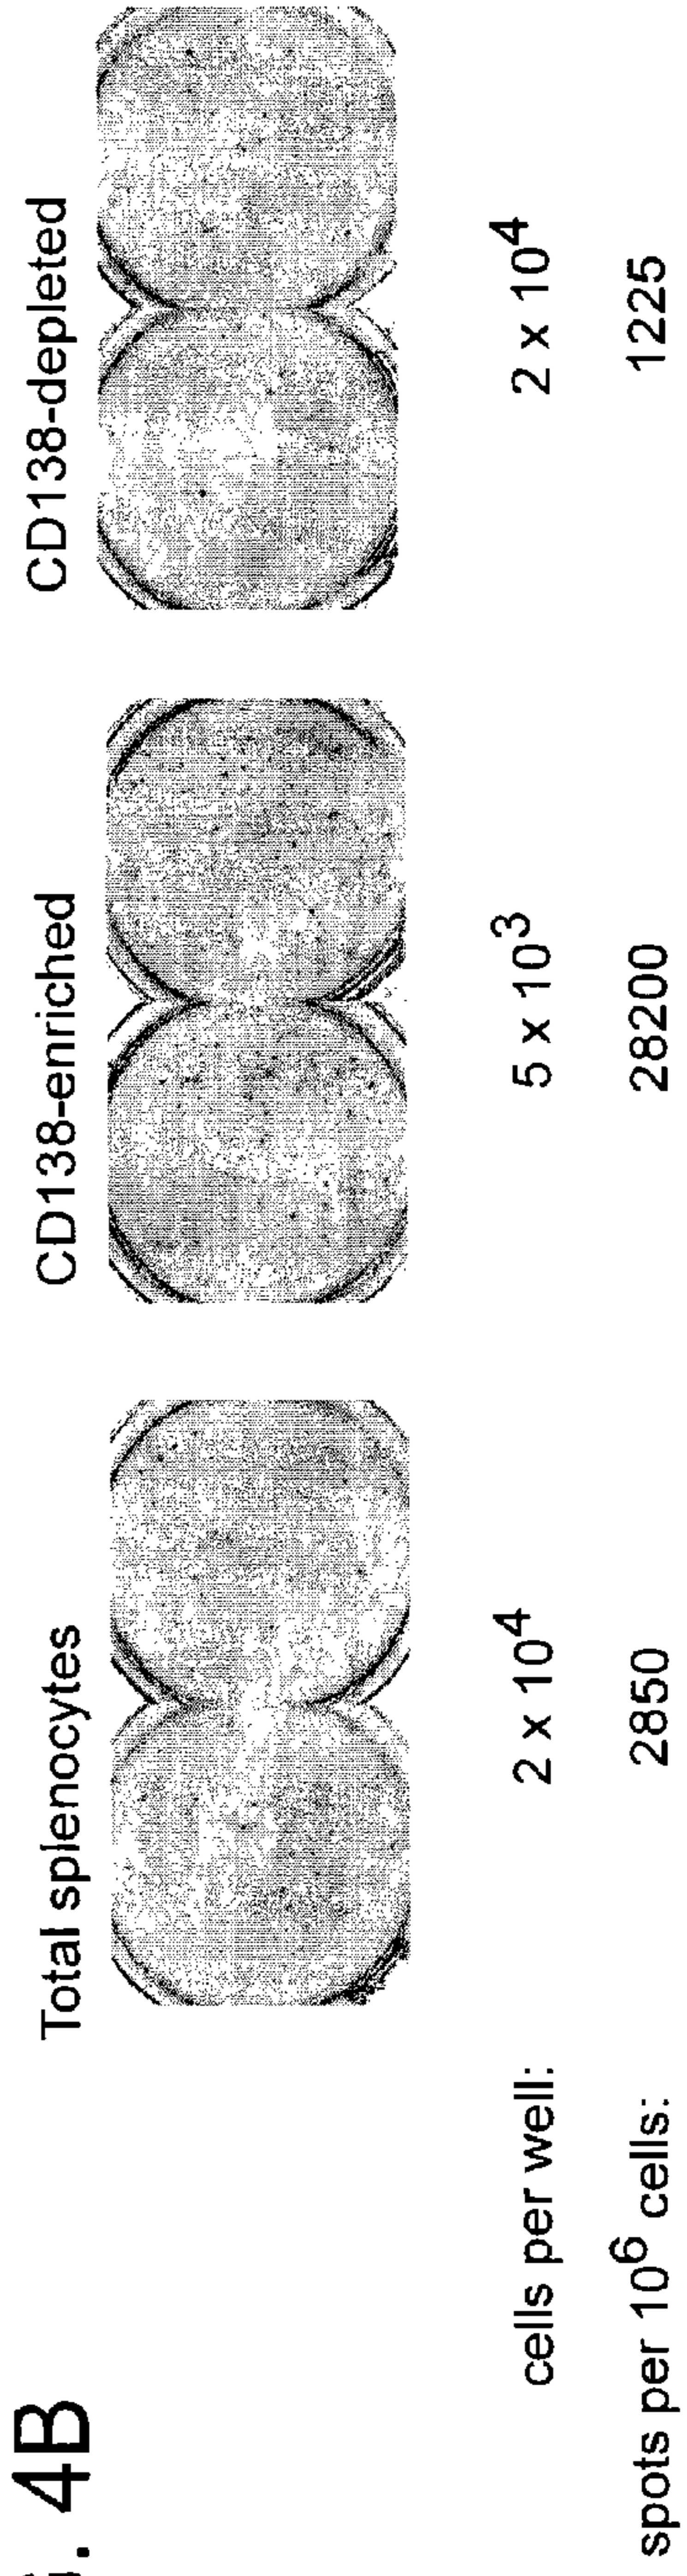 . 4B
Total splenocytes CD138-enriched CD138-depleted
cells per well: 2 x 10⁴ 5 x 10³ 2 x 10⁴
spots per 10⁶ cells: 2850 28200 1225